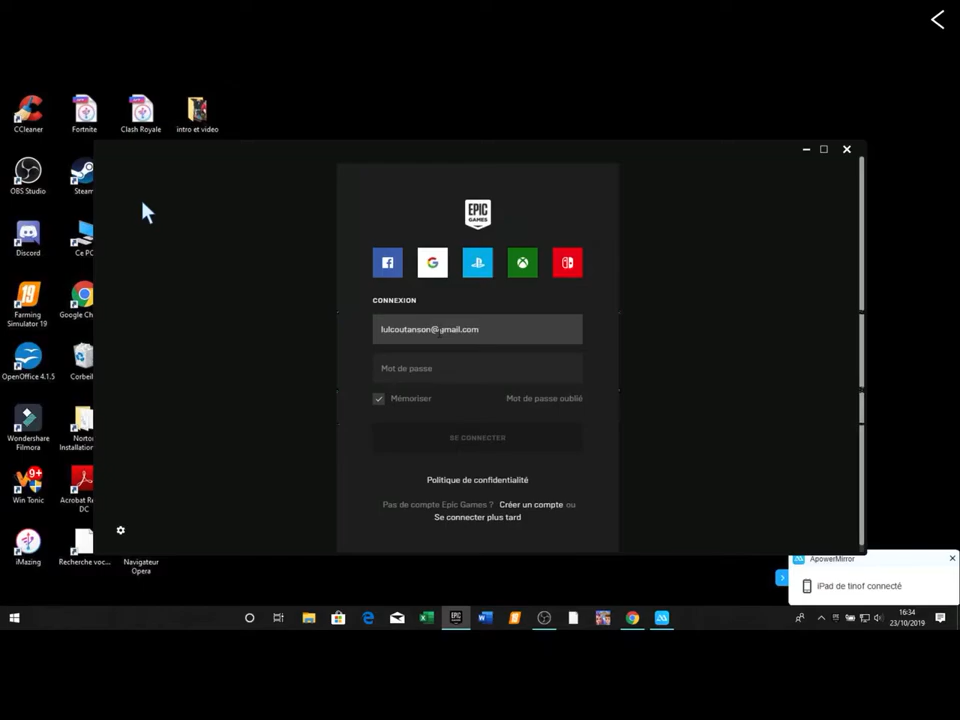 CCleaner
Fortnite
Clash Royale
intro et video
OBS Studio
Steam
Discord
Ce PC
Farming
Simulator 19
19
Google Ch
OpenOffice 4.1.5
Corbeil
Wondershare
Filmora
Norton
Installation
9+
Win Tonic
Acrobat Re
DC
iMazing
Recherche voc...
Navigateur
Opera
EPIC
GAMES
CONNEXION
lulcoutanson@gmail.com
Mot de passe
Mémoriser
Mot de passe oublié
SE CONNECTER
Politique de confidentialité
Pas de compte Epic Games ? Créer un compte ou
Se connecter plus tard
ApowerMirror
iPad de tinof connecté
16:34
23/10/2019